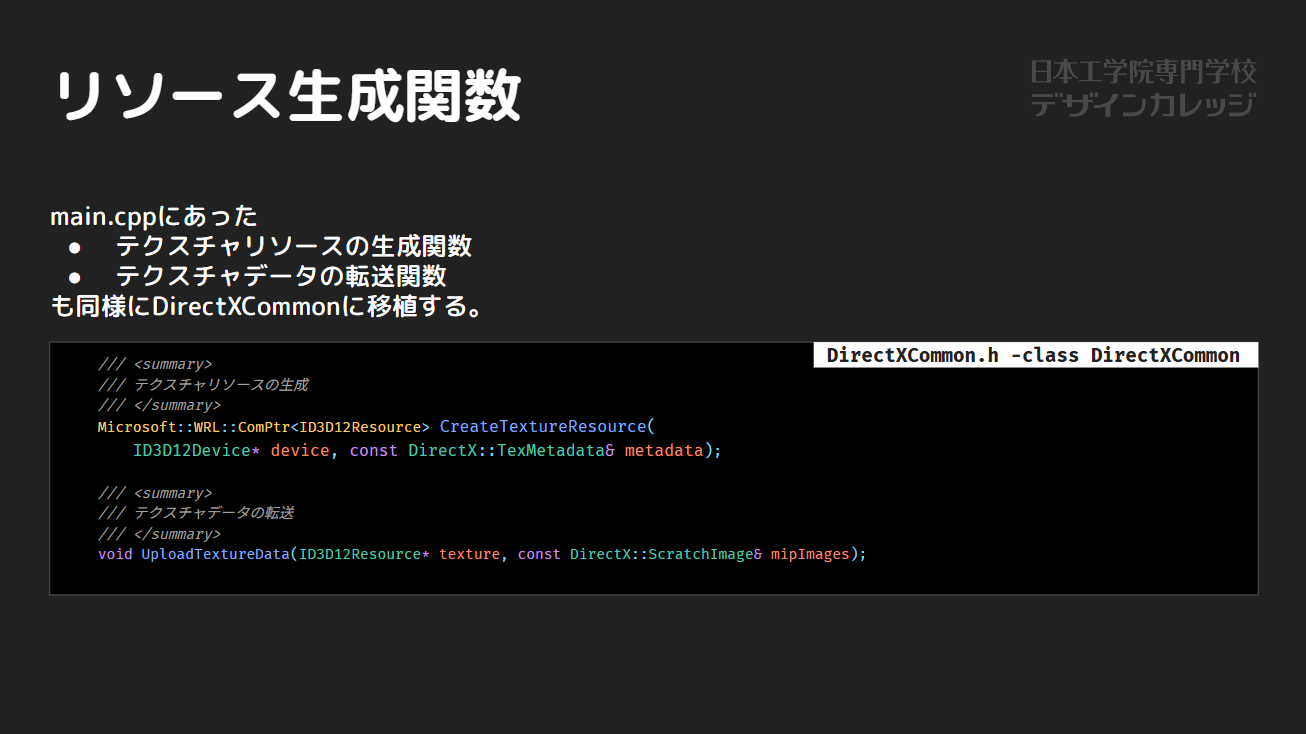 リソース生成関数
日本工学院専門学校
デザインカレッジ
main.cppにあった
● テクスチャリソースの生成関数
● テクスチャデータの転送関数
も同様にDirectXCommonに移植する。
DirectXCommon.h -class DirectXCommon
/// <summary>
/// テクスチャリソースの生成
/// </summary>
Microsoft::WRL::ComPtr<ID3D12Resource> CreateTextureResource(
ID3D12Device* device, const DirectX::TexMetadata& metadata);
/// <summary>
/// テクスチャデータの転送
/// </summary>
void UploadTextureData(ID3D12Resource* texture, const DirectX::ScratchImage& mipImages);